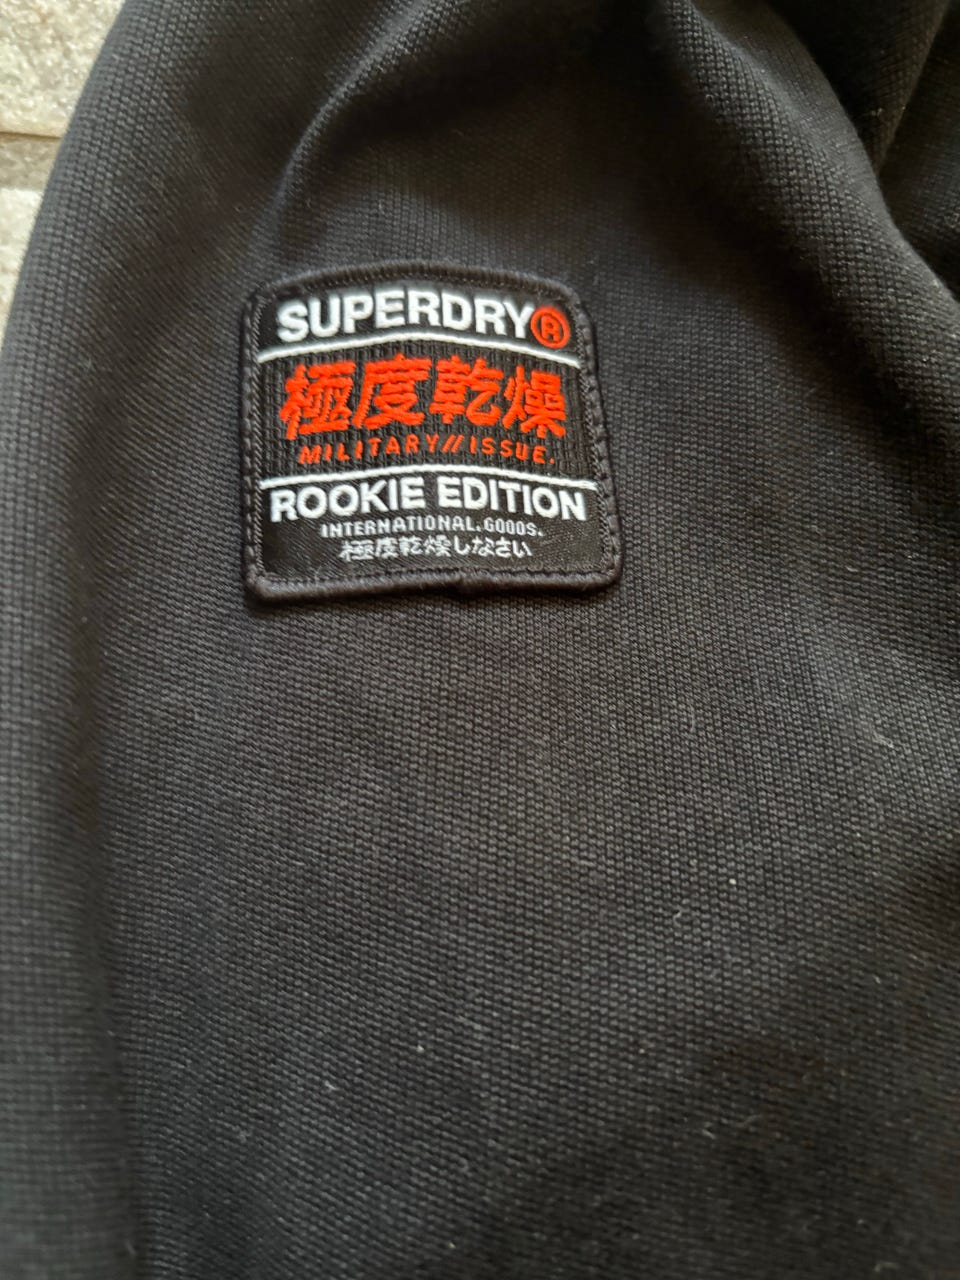 SUPERDRY®
極度乾燥
MILITARY//ISSUE.
ROOKIE EDITION
INTERNATIONAL.GOODS.
極度乾燥しなさい